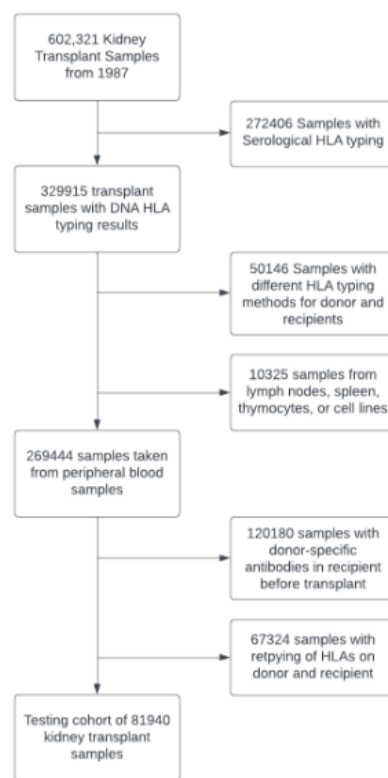 602,321 Kidney
Transplant Samples
from 1987
272406 Samples with
Serological HLA typing
329915 transplant
samples with DNA HLA
typing results
50146 Samples with
different HLA typing
methods for donor and
recipients
10325 samples from
lymph nodes, spleen,
thymocytes, or cell lines
269444 samples taken
from peripheral blood
samples
120180 samples with
donor-specific
antibodies in recipient
before transplant
67324 samples with
retpying of HLAs on
donor and recipient
Testing cohort of 81940
kidney transplant
samples